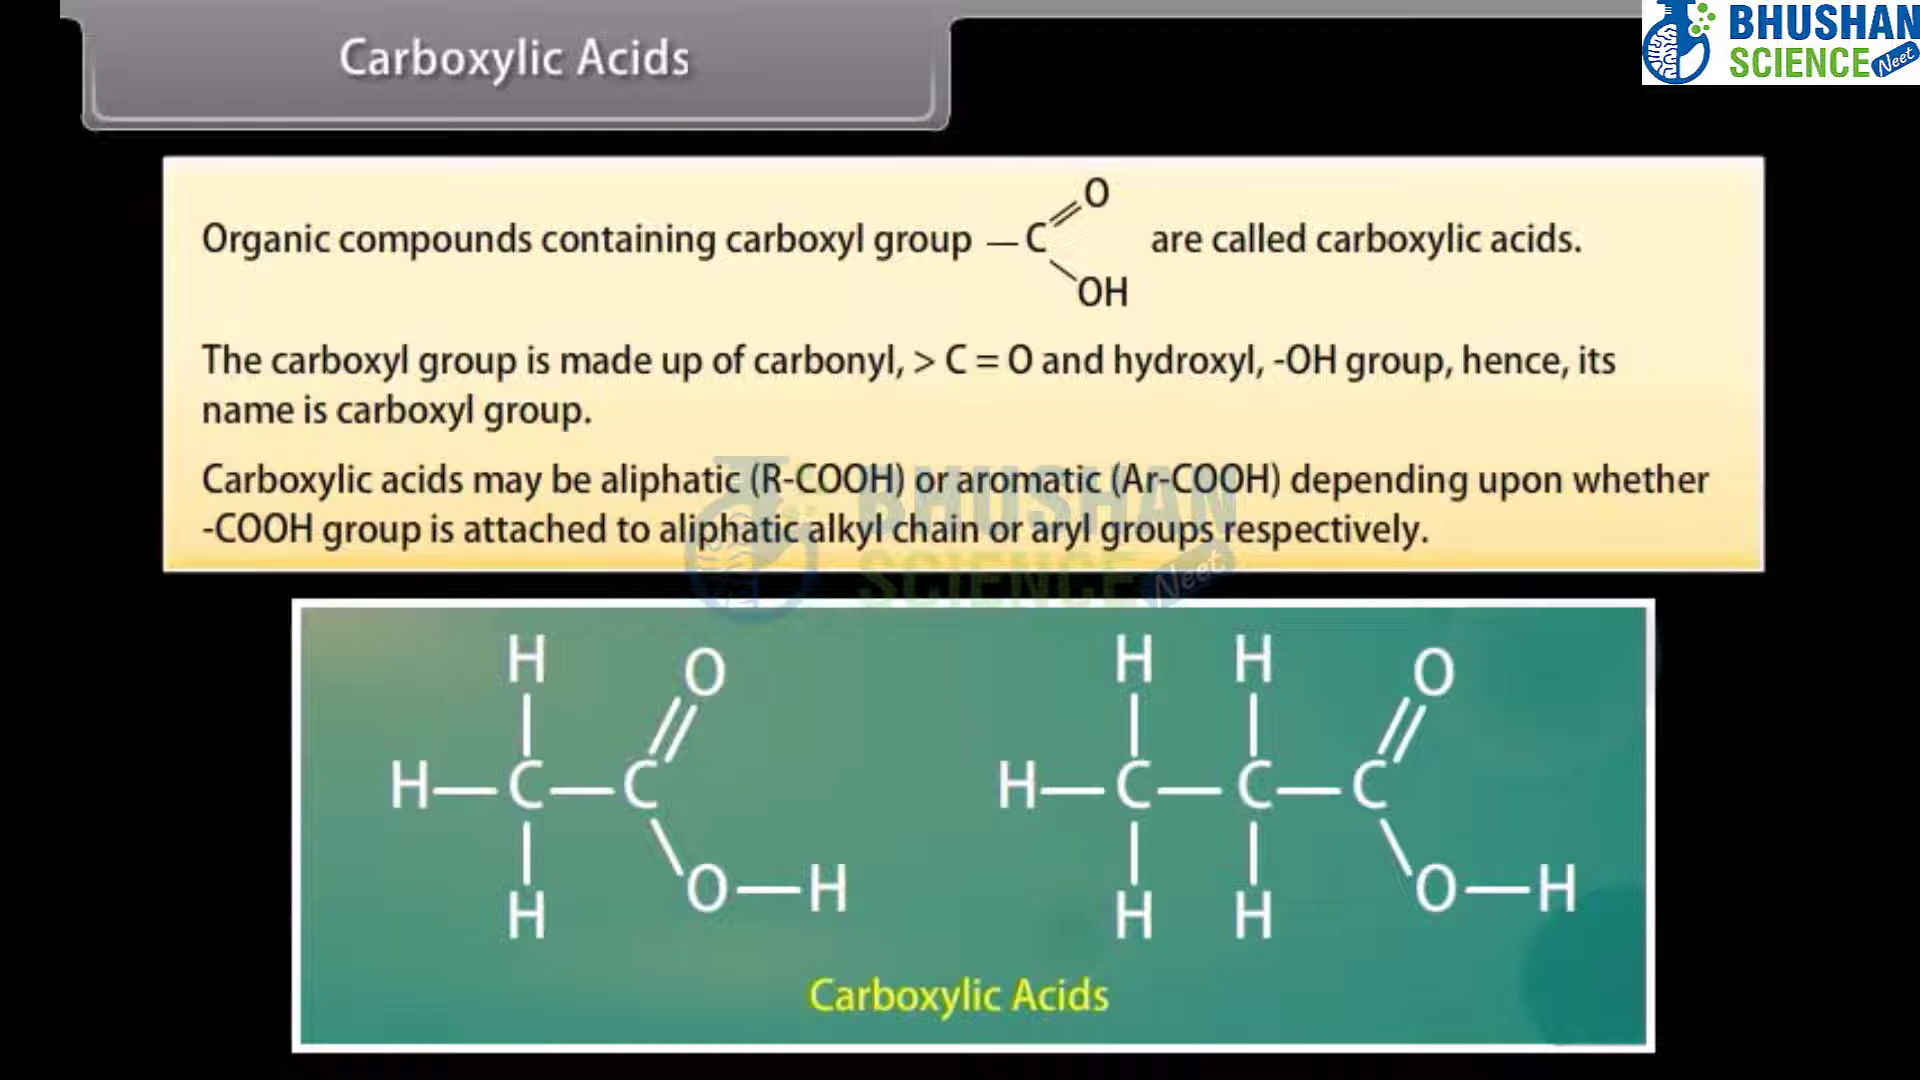 Carboxylic Acids
BHUSHAN
SCIENCE Neet
O
Organic compounds containing carboxyl group —C are called carboxylic acids.
OH
The carboxyl group is made up of carbonyl, > C = O and hydroxyl, -OH group, hence, its
name is carboxyl group.
Carboxylic acids may be aliphatic (R-COOH) or aromatic (Ar-COOH) depending upon whether
-COOH group is attached to aliphatic alkyl chain or aryl groups respectively.
BHUSHAN
SCIENCE Neet
H O H H O
H—C—C H—C—C—C
H O—H H H O—H
Carboxylic Acids